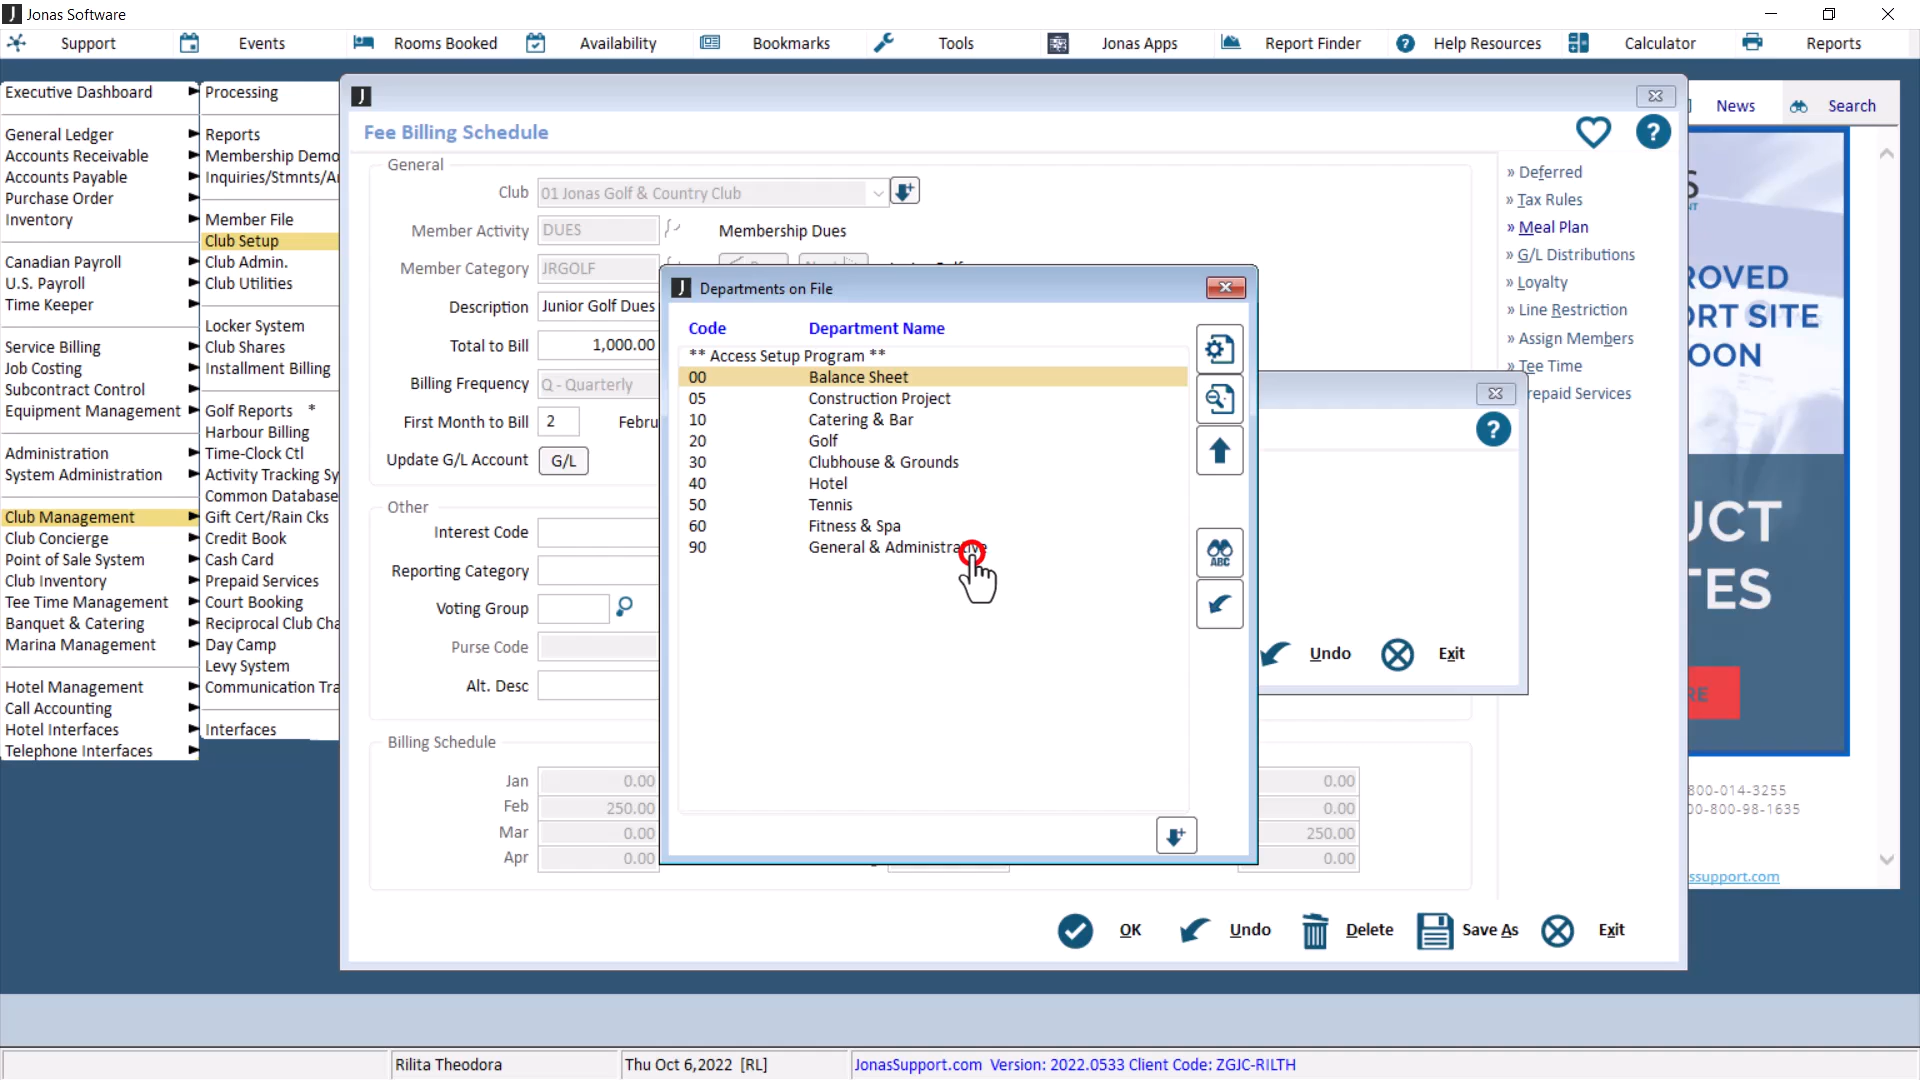 Jonas Software
Support Events Rooms Booked Availability Bookmarks Tools Jonas Apps Report Finder Help Resources Calculator Reports
Executive Dashboard
General Ledger
Accounts Receivable
Accounts Payable
Purchase Order
Inventory
Canadian Payroll
U.S. Payroll
Time Keeper
Service Billing
Job Costing
Subcontract Control
Equipment Management
Administration
System Administration
Club Management
Club Concierge
Point of Sale System
Club Inventory
Tee Time Management
Banquet & Catering
Marina Management
Hotel Management
Call Accounting
Hotel Interfaces
Telephone Interfaces
Processing
Reports
Membership Demo
Inquiries/Stmnts/A
Member File
Club Setup
Club Admin.
Club Utilities
Locker System
Club Shares
Installment Billing
Golf Reports *
Harbour Billing
Time-Clock Ctl
Activity Tracking Sy
Common Database
Gift Cert/Rain Cks
Credit Book
Cash Card
Prepaid Services
Court Booking
Reciprocal Club Cha
Day Camp
Levy System
Communication Tra
Interfaces
Fee Billing Schedule
General
Club 01 Jonas Golf & Country Club
Member Activity DUES Membership Dues
Member Category JRGOLF
Description Junior Golf Dues
Total to Bill 1,000.00
Billing Frequency Q - Quarterly
First Month to Bill 2 Febru
Update G/L Account G/L
Other
Interest Code
Reporting Category
Voting Group
Purse Code
Alt. Desc
Billing Schedule
Jan 0.00 0.00
Feb 250.00 0.00
Mar 0.00 250.00
Apr 0.00 0.00
OK Undo Delete Save As Exit
» Deferred
» Tax Rules
» Meal Plan
» G/L Distributions
» Loyalty
» Line Restriction
» Assign Members
» Tee Time
repaid Services
Departments on File
Code Department Name
** Access Setup Program **
00 Balance Sheet
05 Construction Project
10 Catering & Bar
20 Golf
30 Clubhouse & Grounds
40 Hotel
50 Tennis
60 Fitness & Spa
90 General & Administrative
ABC
Undo Exit
News Search
S
NT
ROVED
ORT SITE
OON
UCT
TES
RE
800-014-3255
00-800-98-1635
ssupport.com
Rilita Theodora Thu Oct 6,2022 [RL] JonasSupport.com Version: 2022.0533 Client Code: ZGJC-RILTH